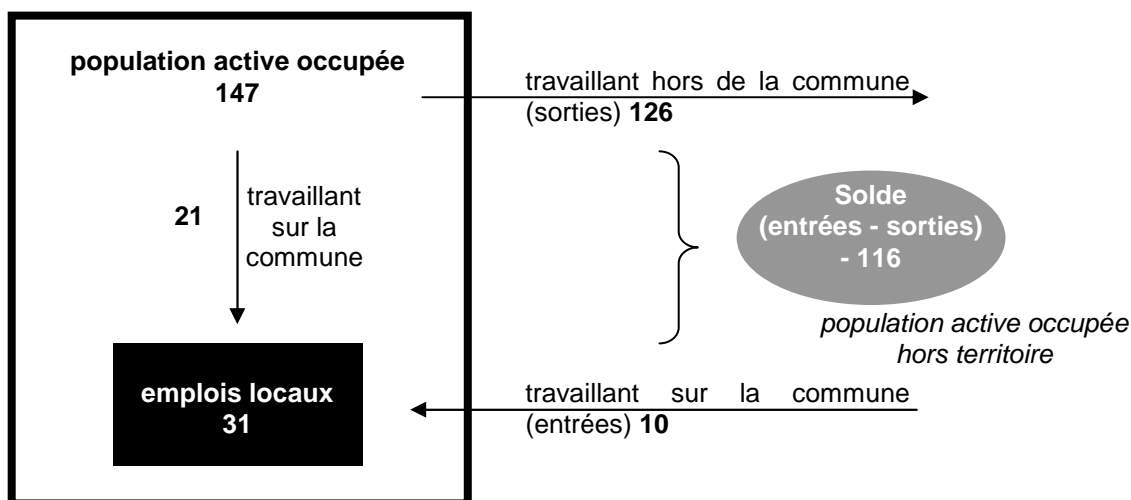 population active occupée
147
travaillant hors de la commune
(sorties) 126
21
travaillant
sur la
commune
Solde
(entrées - sorties)
- 116
population active occupée
hors territoire
emplois locaux
31
travaillant sur la commune
(entrées) 10